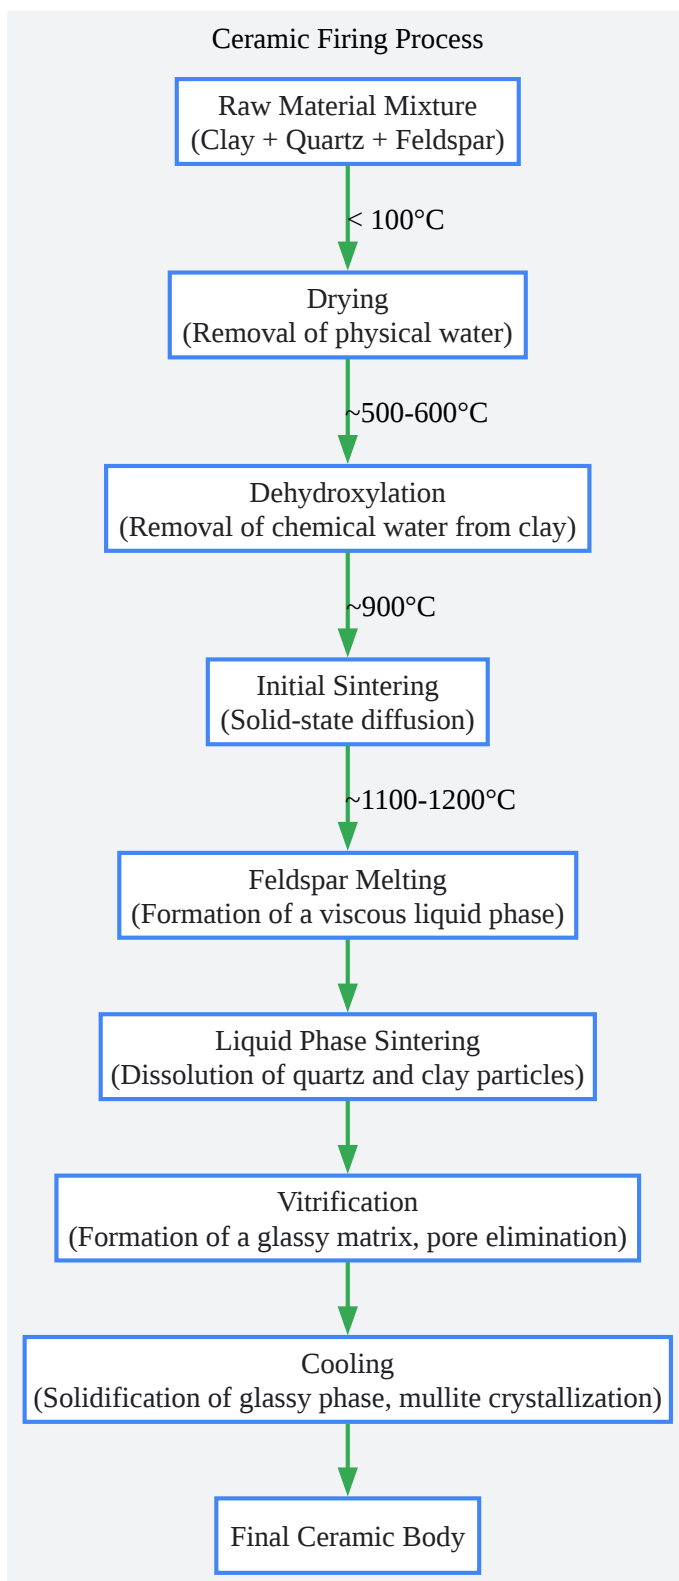 Ceramic Firing Process
Raw Material Mixture
(Clay + Quartz + Feldspar)
< 100°C
Drying
(Removal of physical water)
~500-600°C
Dehydroxylation
(Removal of chemical water from clay)
~900°C
Initial Sintering
(Solid-state diffusion)
~1100-1200°C
Feldspar Melting
(Formation of a viscous liquid phase)
Liquid Phase Sintering
(Dissolution of quartz and clay particles)
Vitrification
(Formation of a glassy matrix, pore elimination)
Cooling
(Solidification of glassy phase, mullite crystallization)
Final Ceramic Body